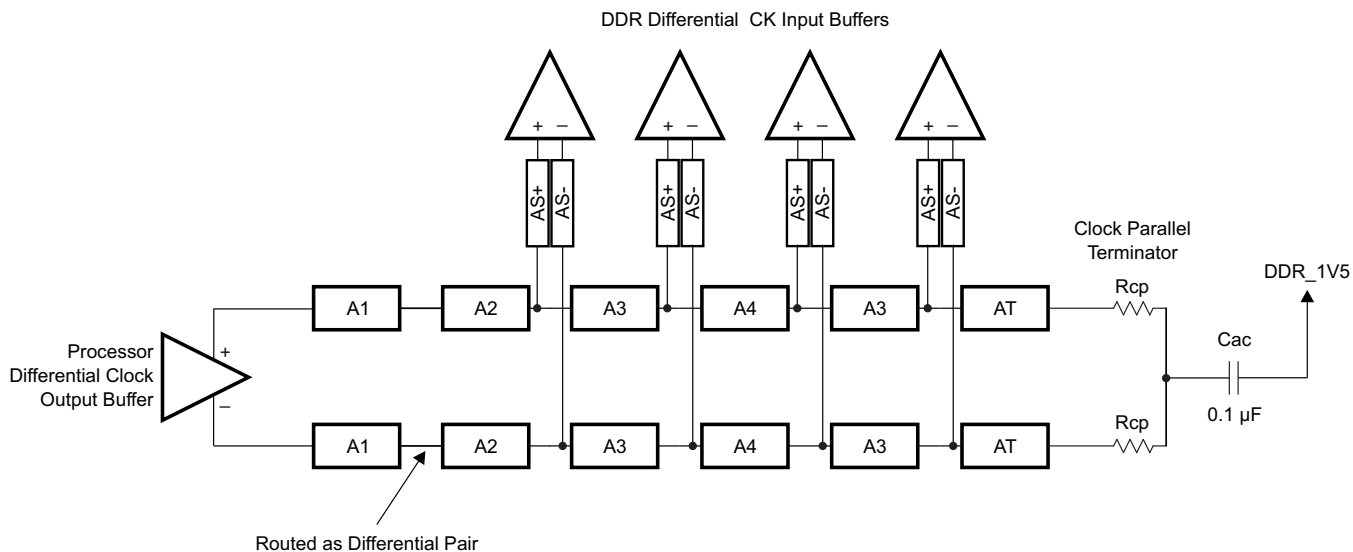 DDR Differential CK Input Buffers
+ – + – + – + –
AS+ AS- AS+ AS- AS+ AS- AS+ AS-
Clock Parallel
Terminator
DDR_1V5
A1 A2 A3 A4 A3 AT
Rcp
Processor
Differential Clock
Output Buffer
+
–
Cac
0.1 µF
A1 A2 A3 A4 A3 AT
Rcp
Routed as Differential Pair